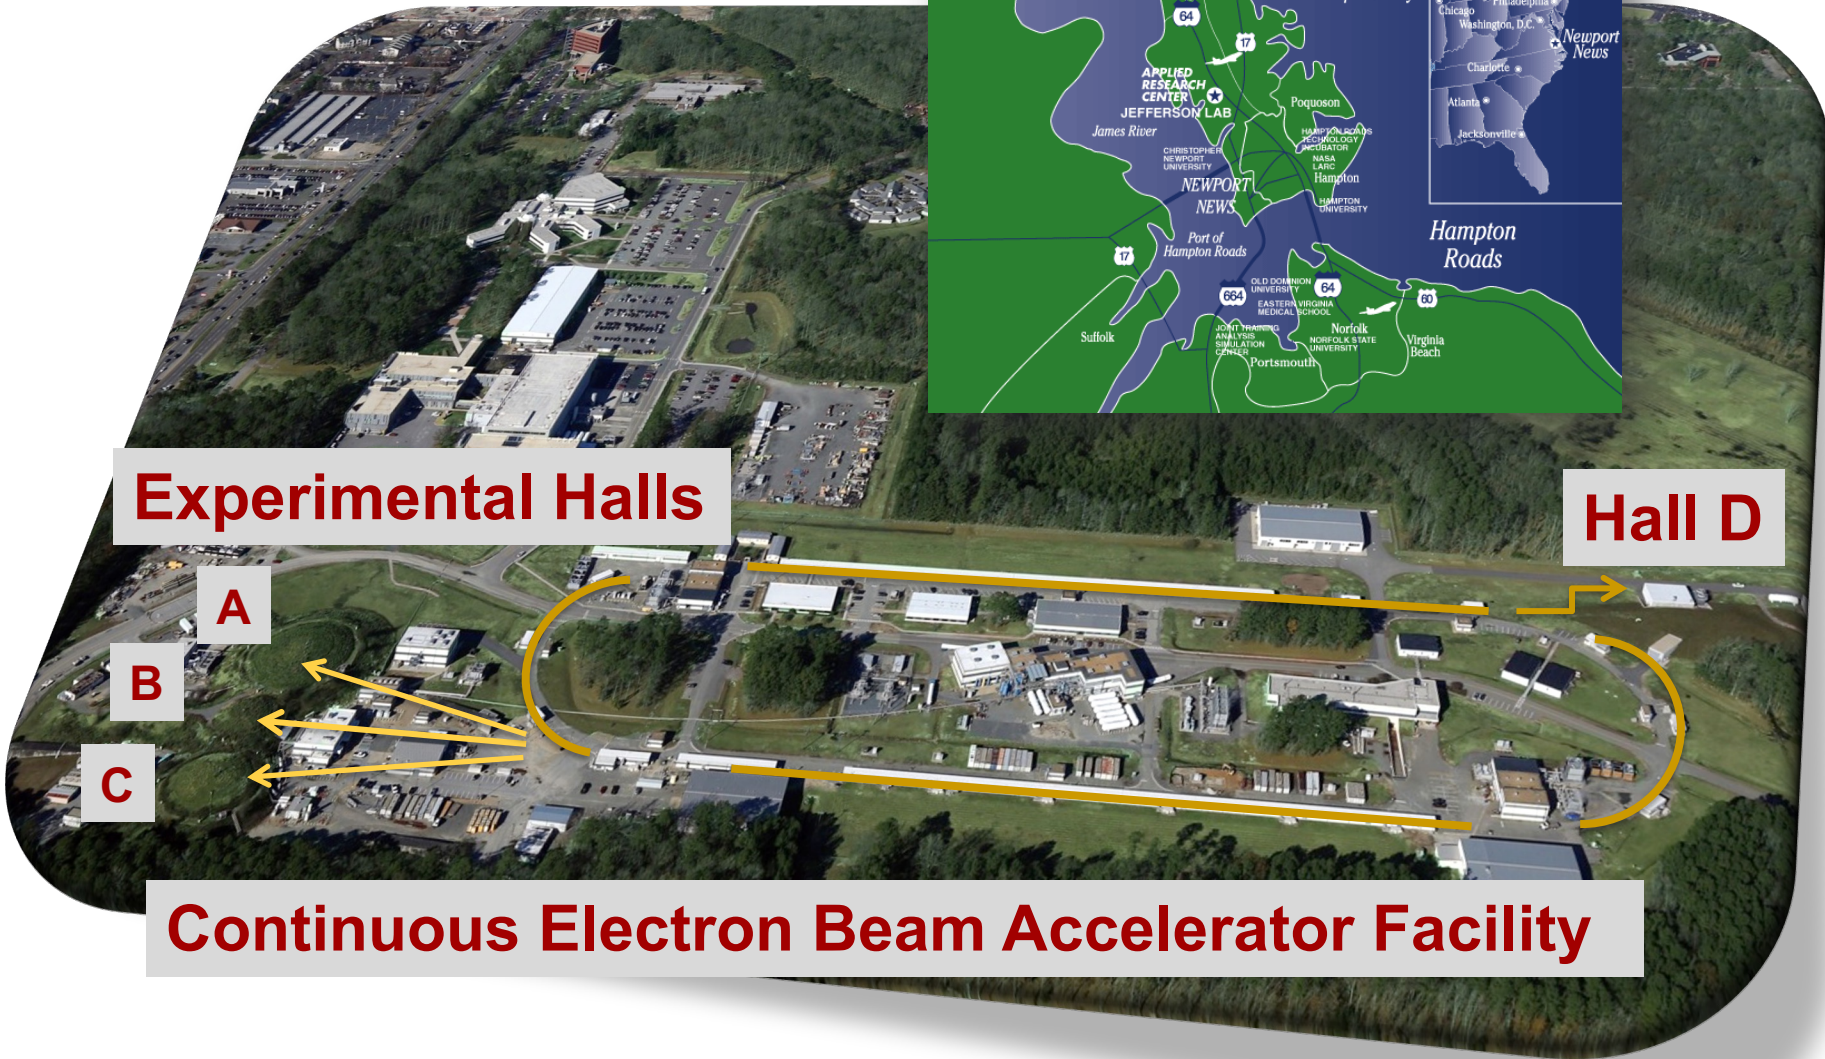 64
17
APPLIED
RESEARCH
CENTER
JEFFERSON LAB
James River
Poquoson
HAMPTON ROADS
TECHNOLOGY
INCUBATOR
NASA
LARC
Hampton
HAMPTON
UNIVERSITY
CHRISTOPHER
NEWPORT
UNIVERSITY
NEWPORT
NEWS
Port of
Hampton Roads
Hampton
Roads
17
664
OLD DOMINION
UNIVERSITY
64
EASTERN VIRGINIA
MEDICAL SCHOOL
60
Suffolk
JOINT TRAINING
ANALYSIS
SIMULATION
CENTER
Norfolk
NORFOLK STATE
UNIVERSITY
Virginia
Beach
Portsmouth
Chicago
Philadelphia
Washington, D.C.
Newport
News
Charlotte
Atlanta
Jacksonville
Experimental Halls
Hall D
A
B
C
Continuous Electron Beam Accelerator Facility